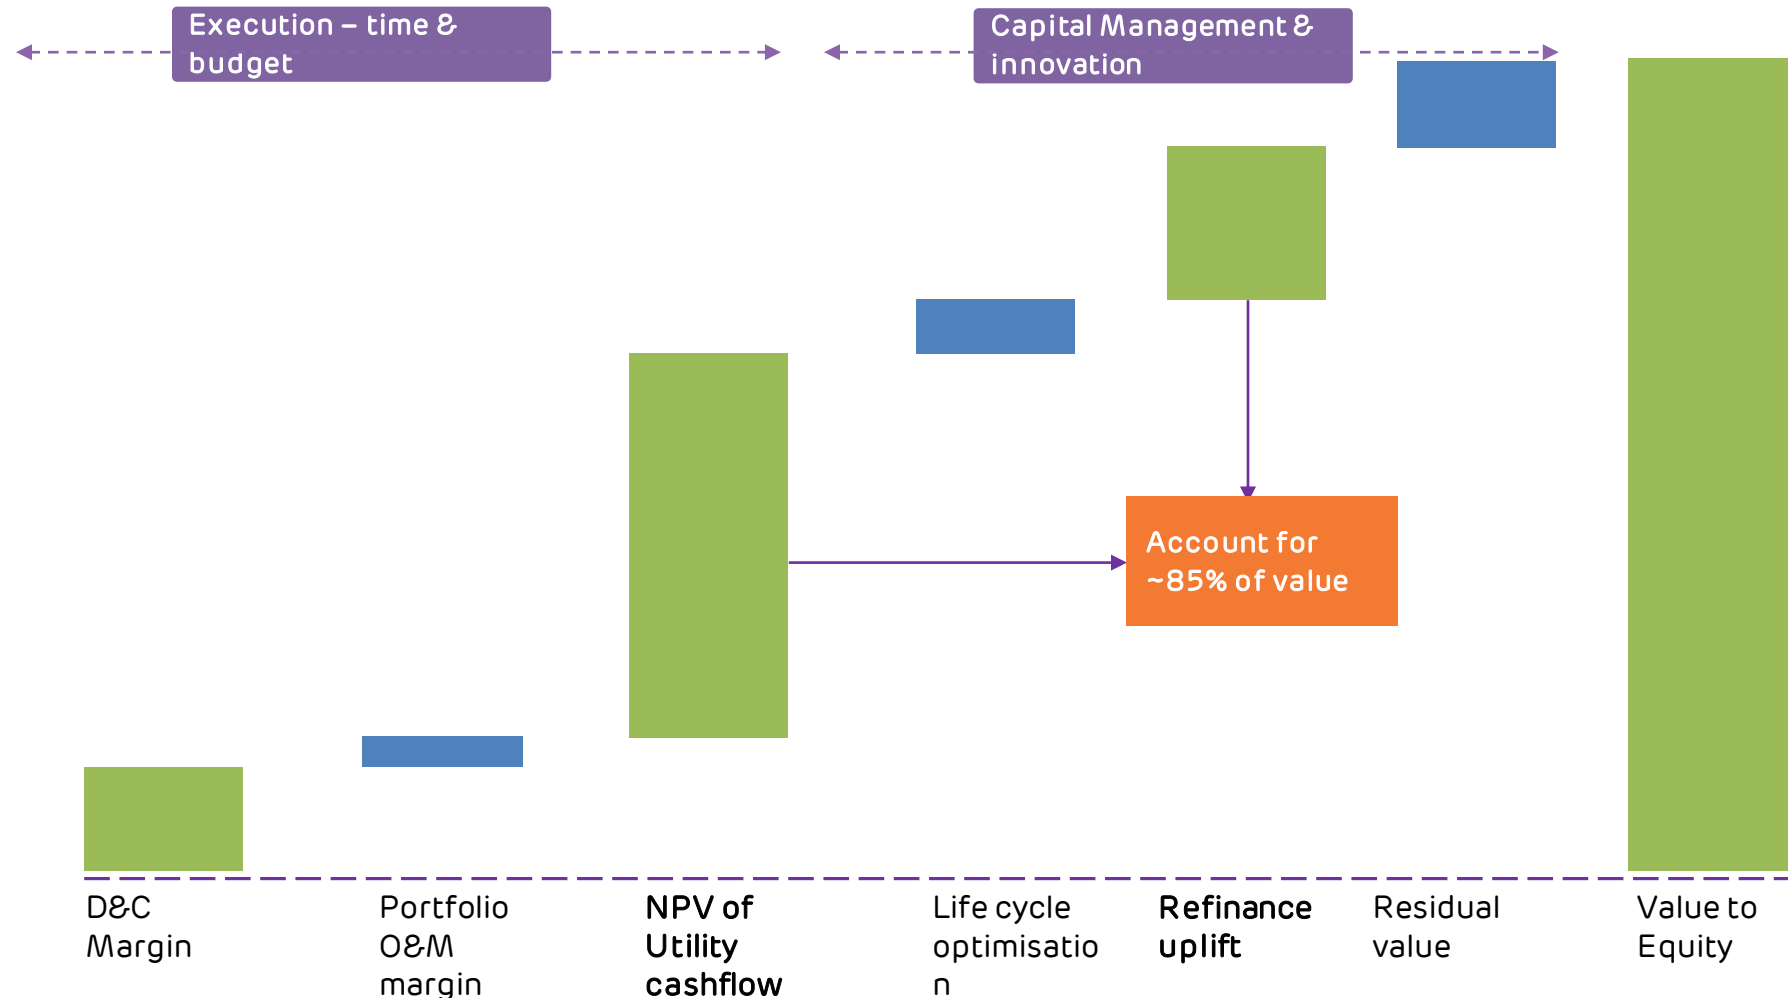 Execution – time &
budget
Capital Management &
innovation
Account for
~85% of value
D&C
Margin
Portfolio
O&M
margin
NPV of
Utility
cashflow
Life cycle
optimisatio
n
Refinance
uplift
Residual
value
Value to
Equity